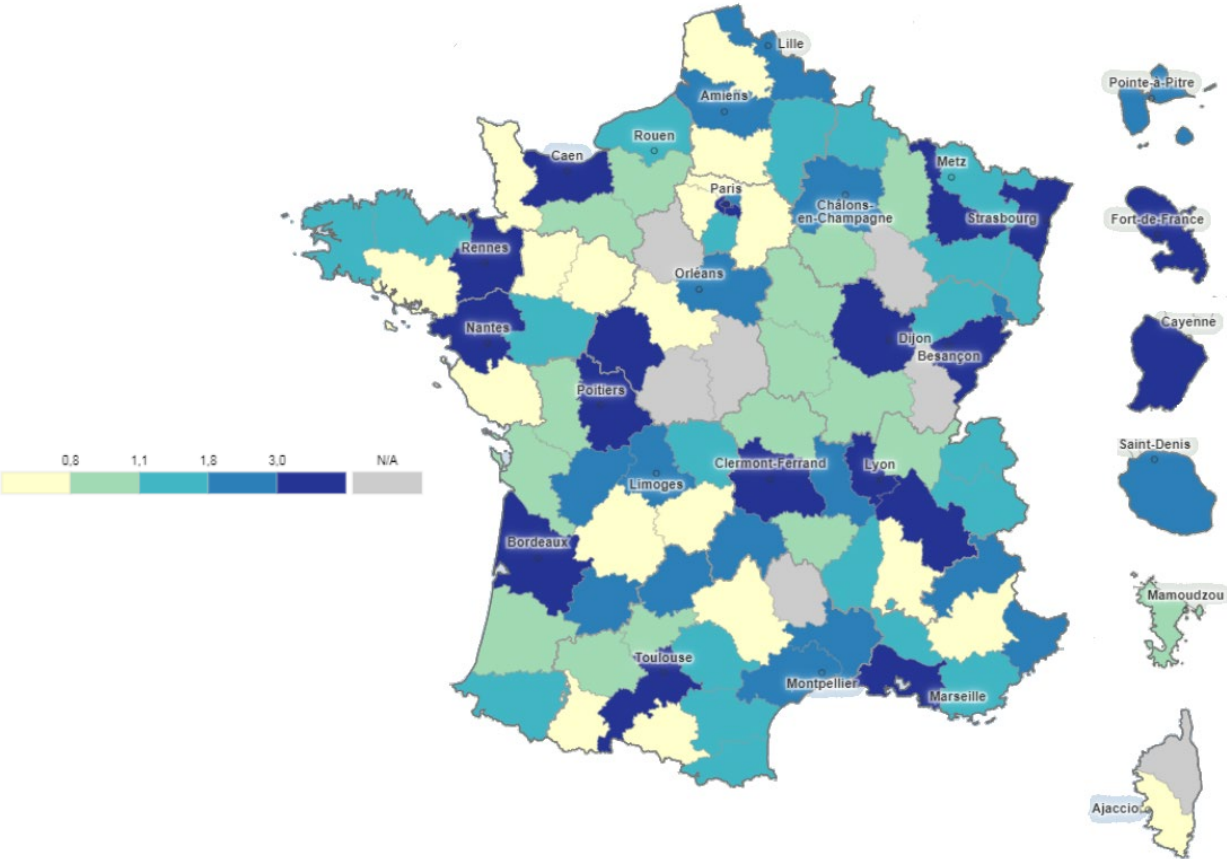 Lille
Amiens
Rouen
Caen
Metz
Paris
Châlons-
en-Champagne
Strasbourg
Rennes
Orléans
Nantes
Dijon
Besançon
Poitiers
0,8
1,1
1,8
3,0
N/A
Clermont-Ferrand
Lyon
Limoges
Bordeaux
Toulouse
Montpellier
Marseille
Pointe-à-Pitre
Fort-de-France
Cayenne
Saint-Denis
Mamoudzou
Ajaccio